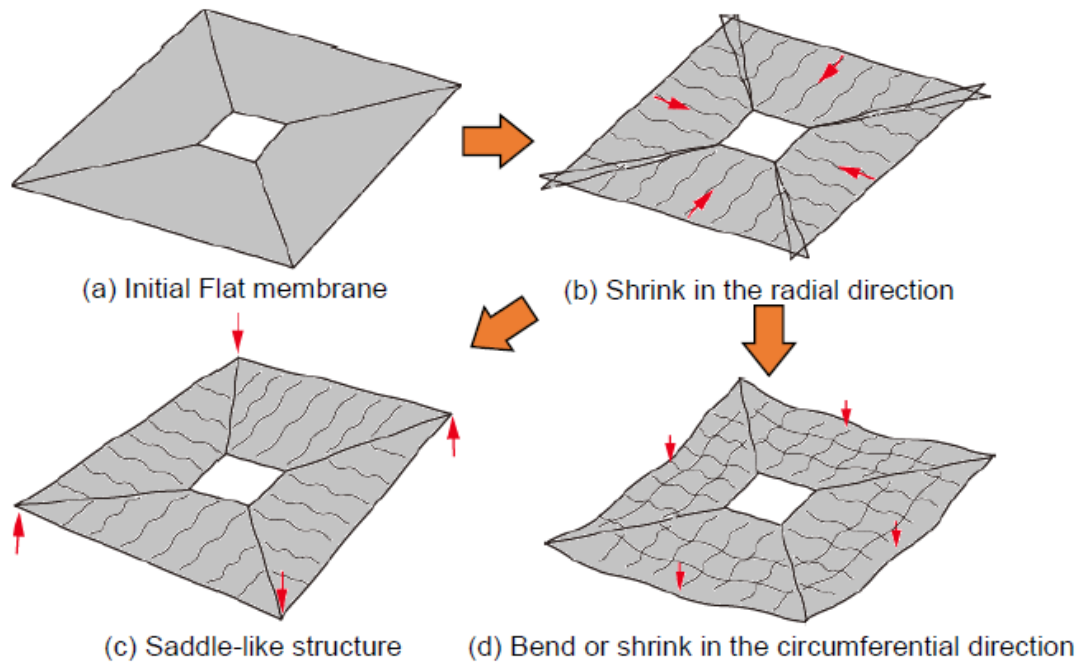 (a) Initial Flat membrane
(b) Shrink in the radial direction
(c) Saddle-like structure
(d) Bend or shrink in the circumferential direction